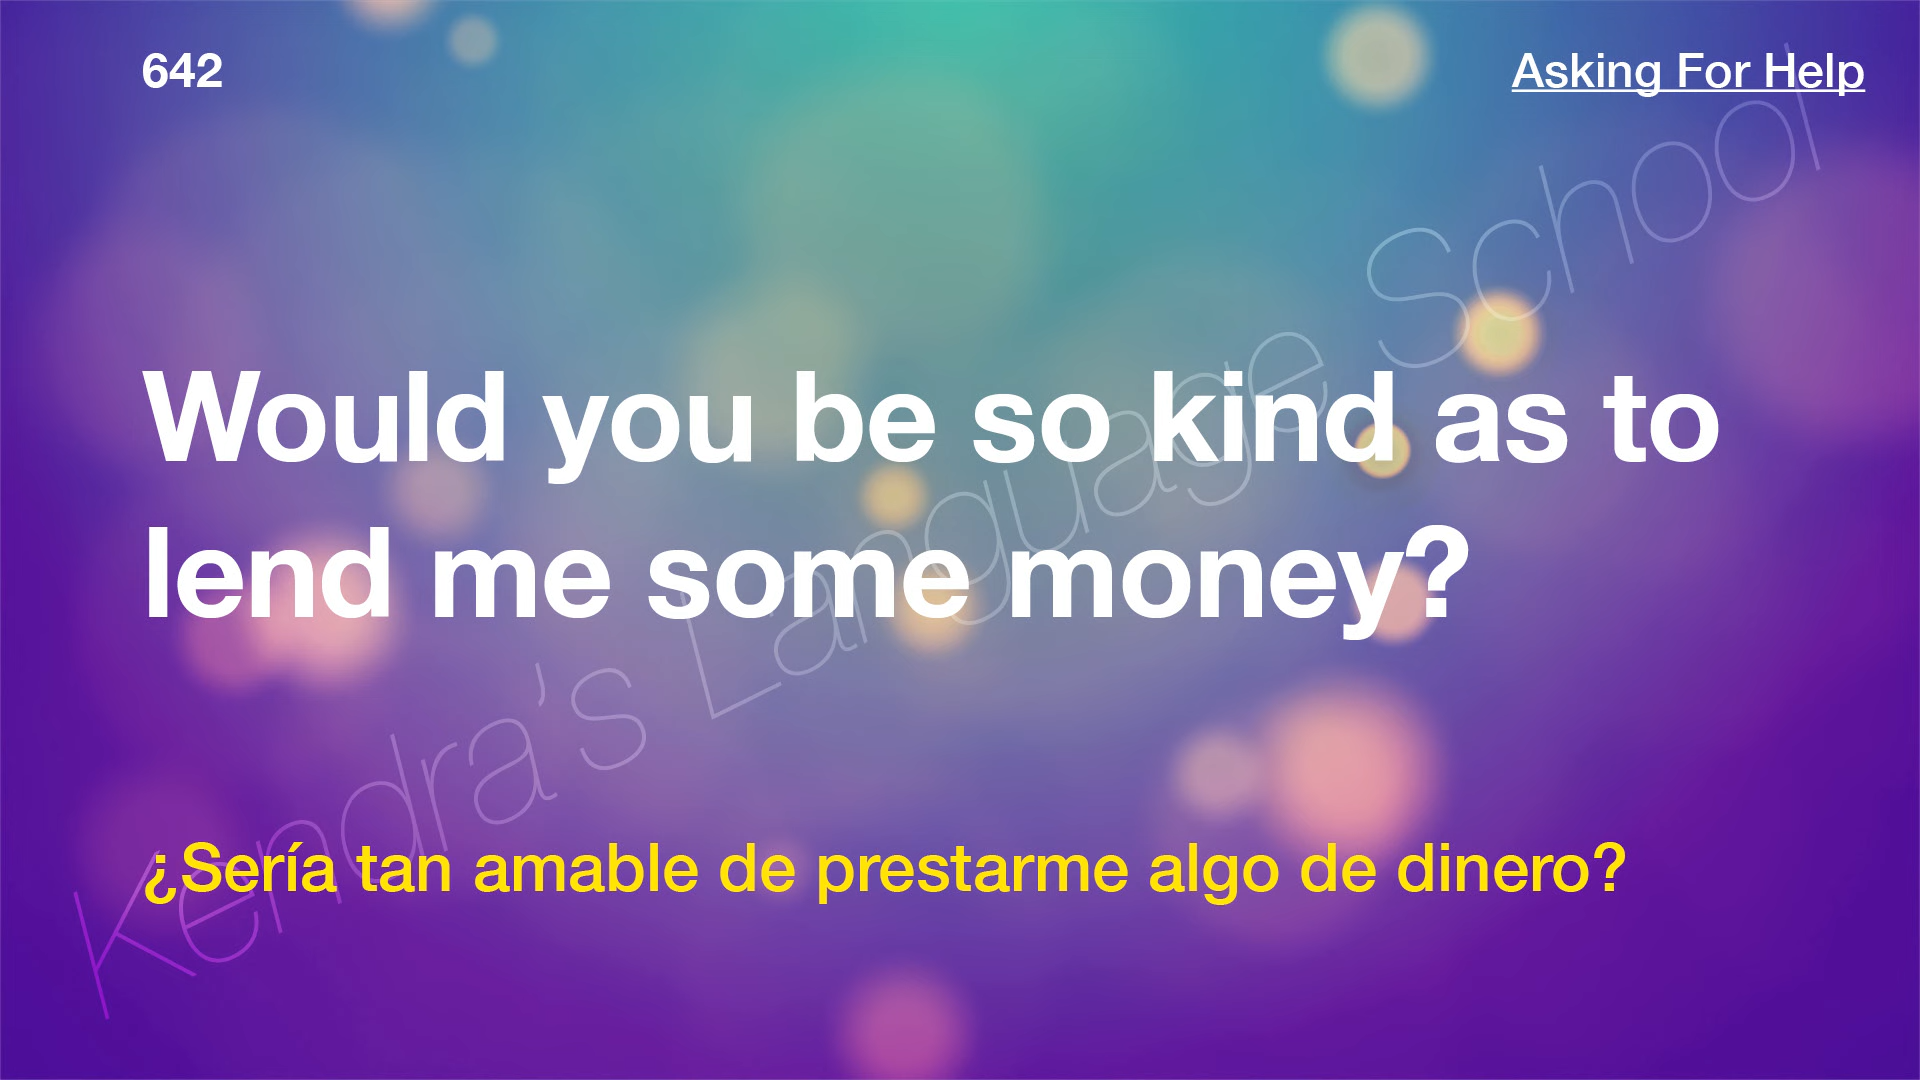 642
Asking For Help
Would you be so kind as to
lend me some money?
¿Sería tan amable de prestarme algo de dinero?
Kendra's Language School